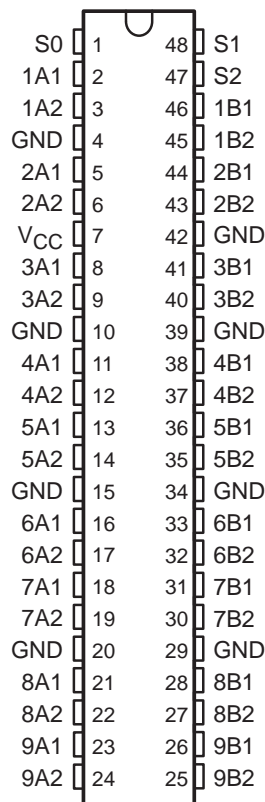 S0 1 48 S1
1A1 2 47 S2
1A2 3 46 1B1
GND 4 45 1B2
2A1 5 44 2B1
2A2 6 43 2B2
VCC 7 42 GND
3A1 8 41 3B1
3A2 9 40 3B2
GND 10 39 GND
4A1 11 38 4B1
4A2 12 37 4B2
5A1 13 36 5B1
5A2 14 35 5B2
GND 15 34 GND
6A1 16 33 6B1
6A2 17 32 6B2
7A1 18 31 7B1
7A2 19 30 7B2
GND 20 29 GND
8A1 21 28 8B1
8A2 22 27 8B2
9A1 23 26 9B1
9A2 24 25 9B2